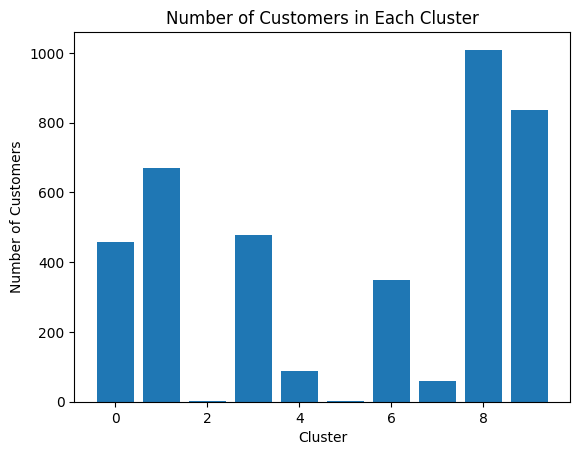 Number of Customers in Each Cluster
1000
800
600
400
200
0
Number of Customers
0 2 4 6 8
Cluster